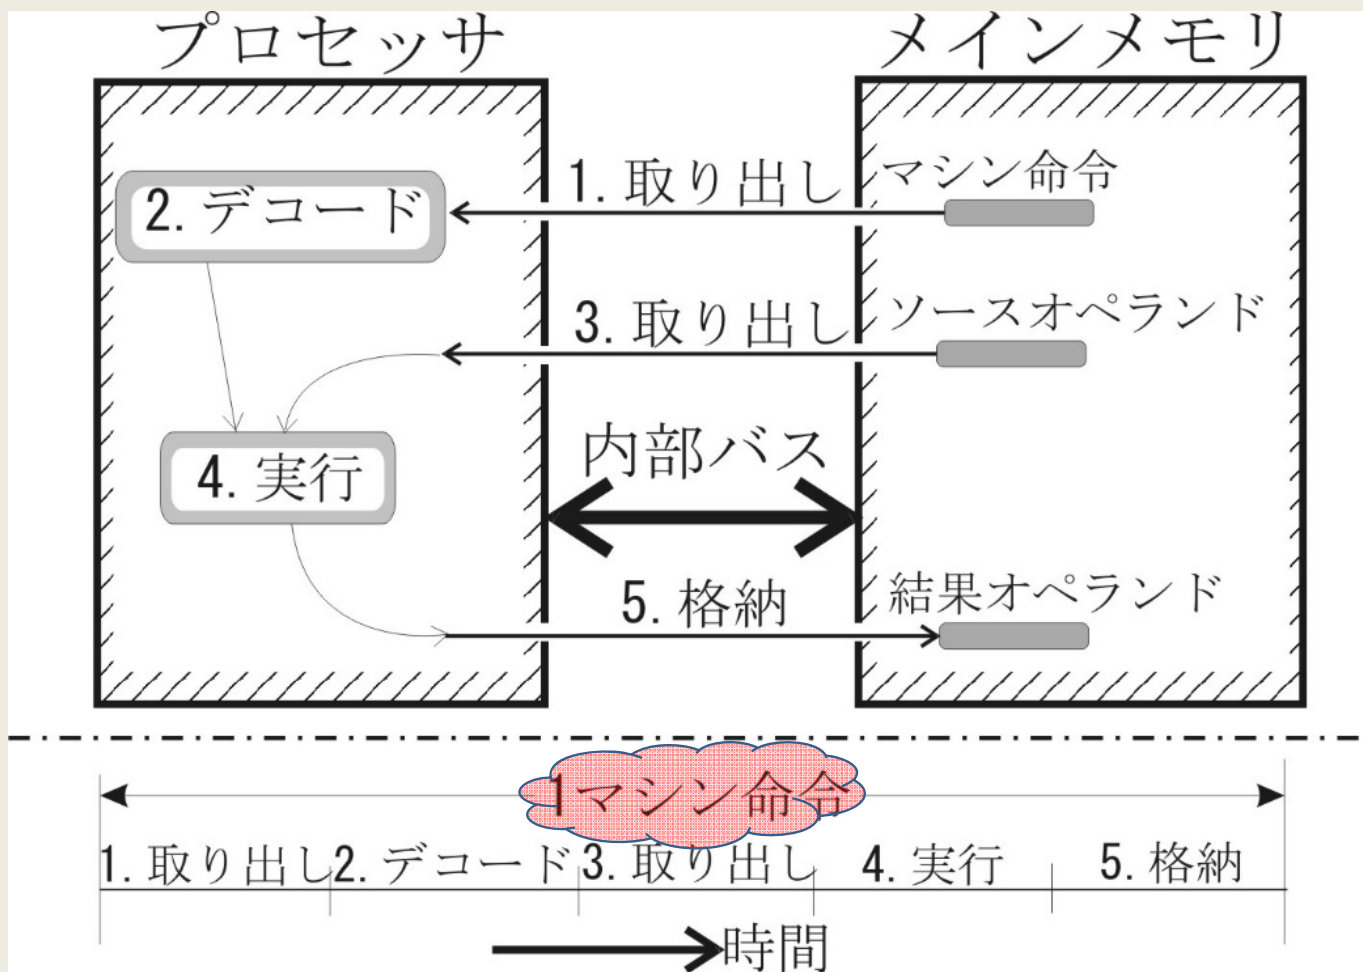 プロセッサ
メインメモリ
1. 取り出し
マシン命令
2. デコード
3. 取り出し
ソースオペランド
内部バス
4. 実行
5. 格納
結果オペランド
1マシン命令
1. 取り出し
2. デコード
3. 取り出し
4. 実行
5. 格納
時間